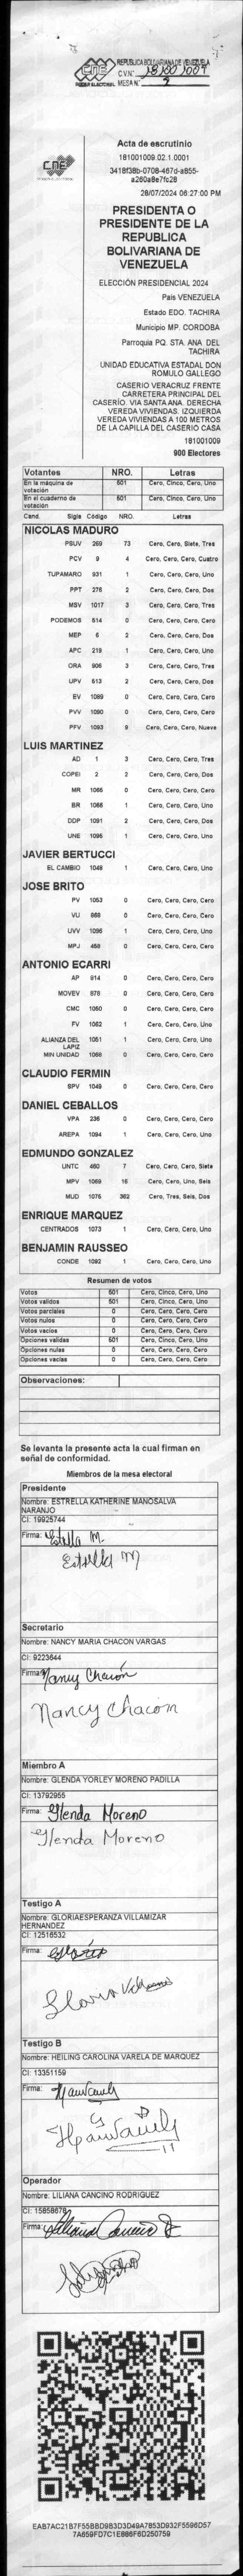 REPUBLICA BOLIVARIANA DE VENEZUELA
CNE
PODER ELECTORAL
C.V.N° 181001009
MESA N° 2
CNE
Acta de escrutinio
181001009.02.1.0001
3418f38b-0708-467d-a855-
a260a8e7fc28
28/07/2024 06:27:00 PM
PRESIDENTA O
PRESIDENTE DE LA
REPUBLICA
BOLIVARIANA DE
VENEZUELA
ELECCIÓN PRESIDENCIAL 2024
Pais VENEZUELA
Estado EDO. TACHIRA
Municipio MP. CORDOBA
Parroquia PQ. STA. ANA DEL
TACHIRA
UNIDAD EDUCATIVA ESTADAL DON
ROMULO GALLEGO
CASERIO VERACRUZ FRENTE
CARRETERA PRINCIPAL DEL
CASERÍO. VIA SANTA ANA. DERECHA
VEREDA VIVIENDAS. IZQUIERDA
VEREDA VIVIENDAS A 100 METROS
DE LA CAPILLA DEL CASERIO CASA
181001009
900 Electores
Votantes NRO. Letras
En la máquina de votación 501 Cero, Cinco, Cero, Uno
En el cuaderno de votación 501 Cero, Cinco, Cero, Uno
Cand. Sigla Código NRO. Letras
NICOLAS MADURO
PSUV 269 73 Cero, Cero, Siete, Tres
PCV 9 4 Cero, Cero, Cero, Cuatro
TUPAMARO 931 1 Cero, Cero, Cero, Uno
PPT 276 2 Cero, Cero, Cero, Dos
MSV 1017 3 Cero, Cero, Cero, Tres
PODEMOS 514 0 Cero, Cero, Cero, Cero
MEP 6 2 Cero, Cero, Cero, Dos
APC 219 1 Cero, Cero, Cero, Uno
ORA 906 3 Cero, Cero, Cero, Tres
UPV 613 2 Cero, Cero, Cero, Dos
EV 1089 0 Cero, Cero, Cero, Cero
PVV 1090 0 Cero, Cero, Cero, Cero
PFV 1093 9 Cero, Cero, Cero, Nueve
LUIS MARTINEZ
AD 1 3 Cero, Cero, Cero, Tres
COPEI 2 2 Cero, Cero, Cero, Dos
MR 1065 0 Cero, Cero, Cero, Cero
BR 1066 1 Cero, Cero, Cero, Uno
DDP 1091 2 Cero, Cero, Cero, Dos
UNE 1095 1 Cero, Cero, Cero, Uno
JAVIER BERTUCCI
EL CAMBIO 1048 1 Cero, Cero, Cero, Uno
JOSE BRITO
PV 1053 0 Cero, Cero, Cero, Cero
VU 868 0 Cero, Cero, Cero, Cero
UVV 1096 1 Cero, Cero, Cero, Uno
MPJ 468 0 Cero, Cero, Cero, Cero
ANTONIO ECARRI
AP 914 0 Cero, Cero, Cero, Cero
MOVEV 978 0 Cero, Cero, Cero, Cero
CMC 1050 0 Cero, Cero, Cero, Cero
FV 1062 1 Cero, Cero, Cero, Uno
ALIANZA DEL LAPIZ 1051 1 Cero, Cero, Cero, Uno
MIN UNIDAD 1069 0 Cero, Cero, Cero, Cero
CLAUDIO FERMIN
SPV 1049 0 Cero, Cero, Cero, Cero
DANIEL CEBALLOS
VPA 236 0 Cero, Cero, Cero, Cero
AREPA 1094 1 Cero, Cero, Cero, Uno
EDMUNDO GONZALEZ
UNTC 460 7 Cero, Cero, Cero, Siete
MPV 1069 16 Cero, Cero, Uno, Seis
MUD 1075 362 Cero, Tres, Seis, Dos
ENRIQUE MARQUEZ
CENTRADOS 1073 1 Cero, Cero, Cero, Uno
BENJAMIN RAUSSEO
CONDE 1092 1 Cero, Cero, Cero, Uno
Resumen de votos
Votos 501 Cero, Cinco, Cero, Uno
Votos validos 501 Cero, Cinco, Cero, Uno
Votos parciales 0 Cero, Cero, Cero, Cero
Votos nulos 0 Cero, Cero, Cero, Cero
Votos vacios 0 Cero, Cero, Cero, Cero
Opciones validas 501 Cero, Cinco, Cero, Uno
Opciones nulas 0 Cero, Cero, Cero, Cero
Opciones vacias 0 Cero, Cero, Cero, Cero
Observaciones:
Se levanta la presente acta la cual firman en
señal de conformidad.
Miembros de la mesa electoral
Presidente
Nombre: ESTRELLA KATHERINE MANOSALVA
NARANJO
CI: 19925744
Firma: Estrella M.
Estrella M
Secretario
Nombre: NANCY MARIA CHACON VARGAS
CI: 9223644
Firma: Nancy Chacón
Nancy Chacón
Miembro A
Nombre: GLENDA YORLEY MORENO PADILLA
CI: 13792955
Firma: Glenda Moreno
Glenda Moreno
Testigo A
Nombre: GLORIAESPERANZA VILLAMIZAR
HERNANDEZ
CI: 12516532
Firma:
Testigo B
Nombre: HEILING CAROLINA VARELA DE MARQUEZ
CI: 13351159
Firma:
Operador
Nombre: LILIANA CANCINO RODRIGUEZ
CI: 15858678
Firma:
EAB7AC21B7F55BBD9B3D3D49A7853D932F5596D57
7A659FD7C1E886F6D250759